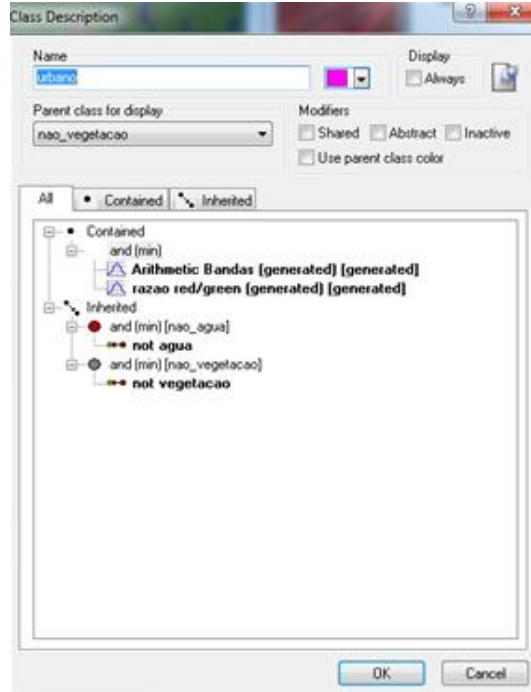 Class Description
Name
urbano
Display
Always
Parent class for display
nao_vegetacao
Modifiers
Shared Abstract Inactive
Use parent class color
All Contained Inherited
Contained
and (min)
Arithmetic Bandas [generated) [generated]
razao red/green (generated) [generated]
Inherited
and (min) [nao_agua]
not agua
and (min) [nao_vegetacao]
not vegetacao
OK Cancel